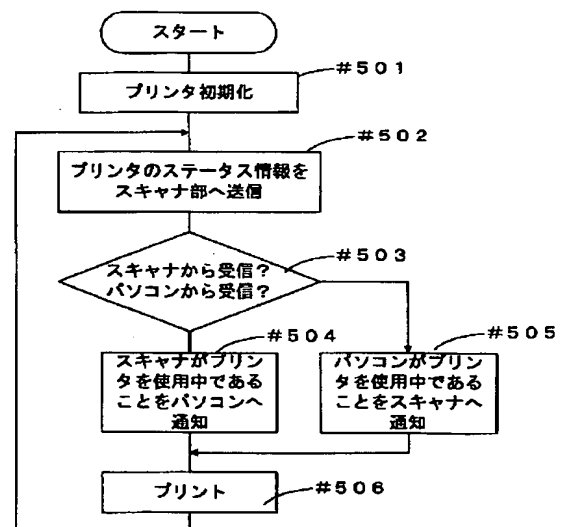 スタート
#501
プリンタ初期化
#502
プリンタのステータス情報を
スキャナ部へ送信
#503
スキャナから受信?
パソコンから受信?
#504
スキャナがプリン
タを使用中である
ことをパソコンへ
通知
#505
パソコンがプリン
タを使用中である
ことをスキャナへ
通知
プリント
#506